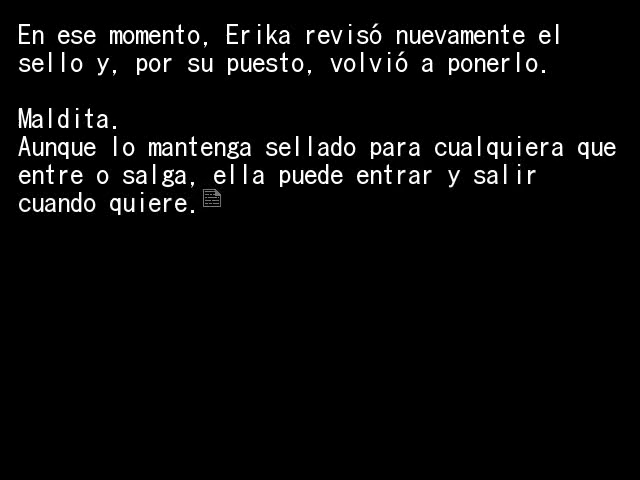 En ese momento, Erika revisó nuevamente el
sello y, por su puesto, volvió a ponerlo.
Maldita.
Aunque lo mantenga sellado para cualquiera que
entre o salga, ella puede entrar y salir
cuando quiere.